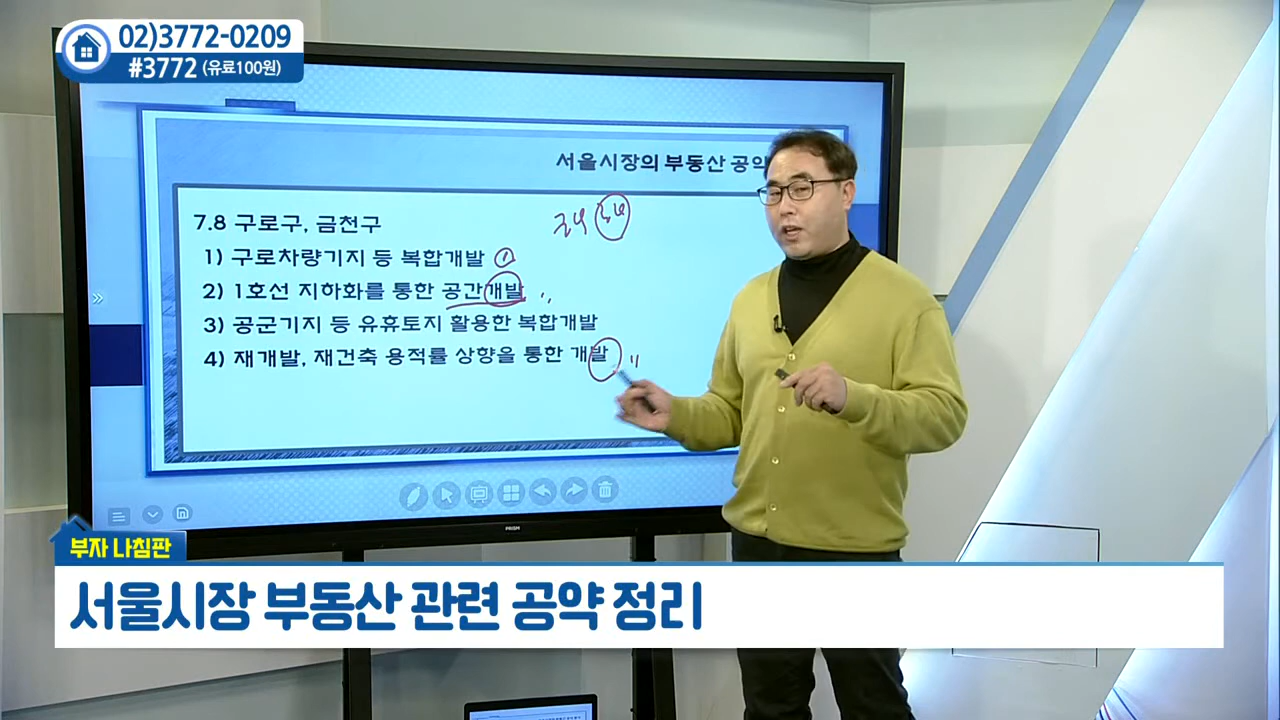 02)3772-0209
#3772 (유료100원)
서울시장의 부동산 공약
7.8 구로구, 금천구
1) 구로차량기지 등 복합개발 ①
2) 1호선 지하화를 통한 공간개발
3) 공군기지 등 유휴토지 활용한 복합개발
4) 재개발, 재건축 용적률 상향을 통한 개발
PRISM
부자 나침판
서울시장 부동산 관련 공약 정리